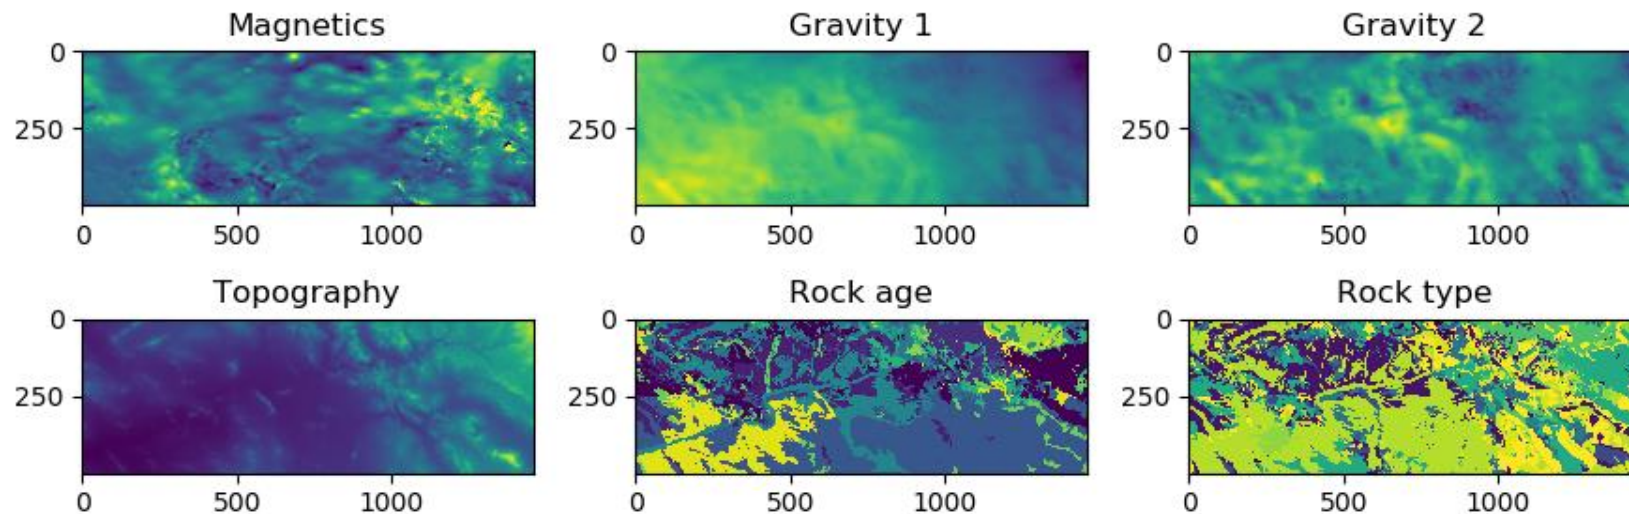 Magnetics Gravity 1 Gravity 2
0 0 0
250 250 250
0 500 1000 0 500 1000 0 500 1000
Topography Rock age Rock type
0 0 0
250 250 250
0 500 1000 0 500 1000 0 500 1000